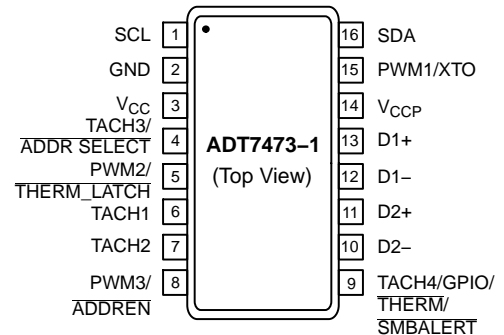 SCL 1
GND 2
VCC 3
TACH3/
ADDR SELECT 4
PWM2/
THERM_LATCH 5
TACH1 6
TACH2 7
PWM3/ 8
ADDREN
ADT7473–1
(Top View)
16 SDA
15 PWM1/XTO
14 VCCP
13 D1+
12 D1–
11 D2+
10 D2–
9 TACH4/GPIO/
THERM/
SMBALERT